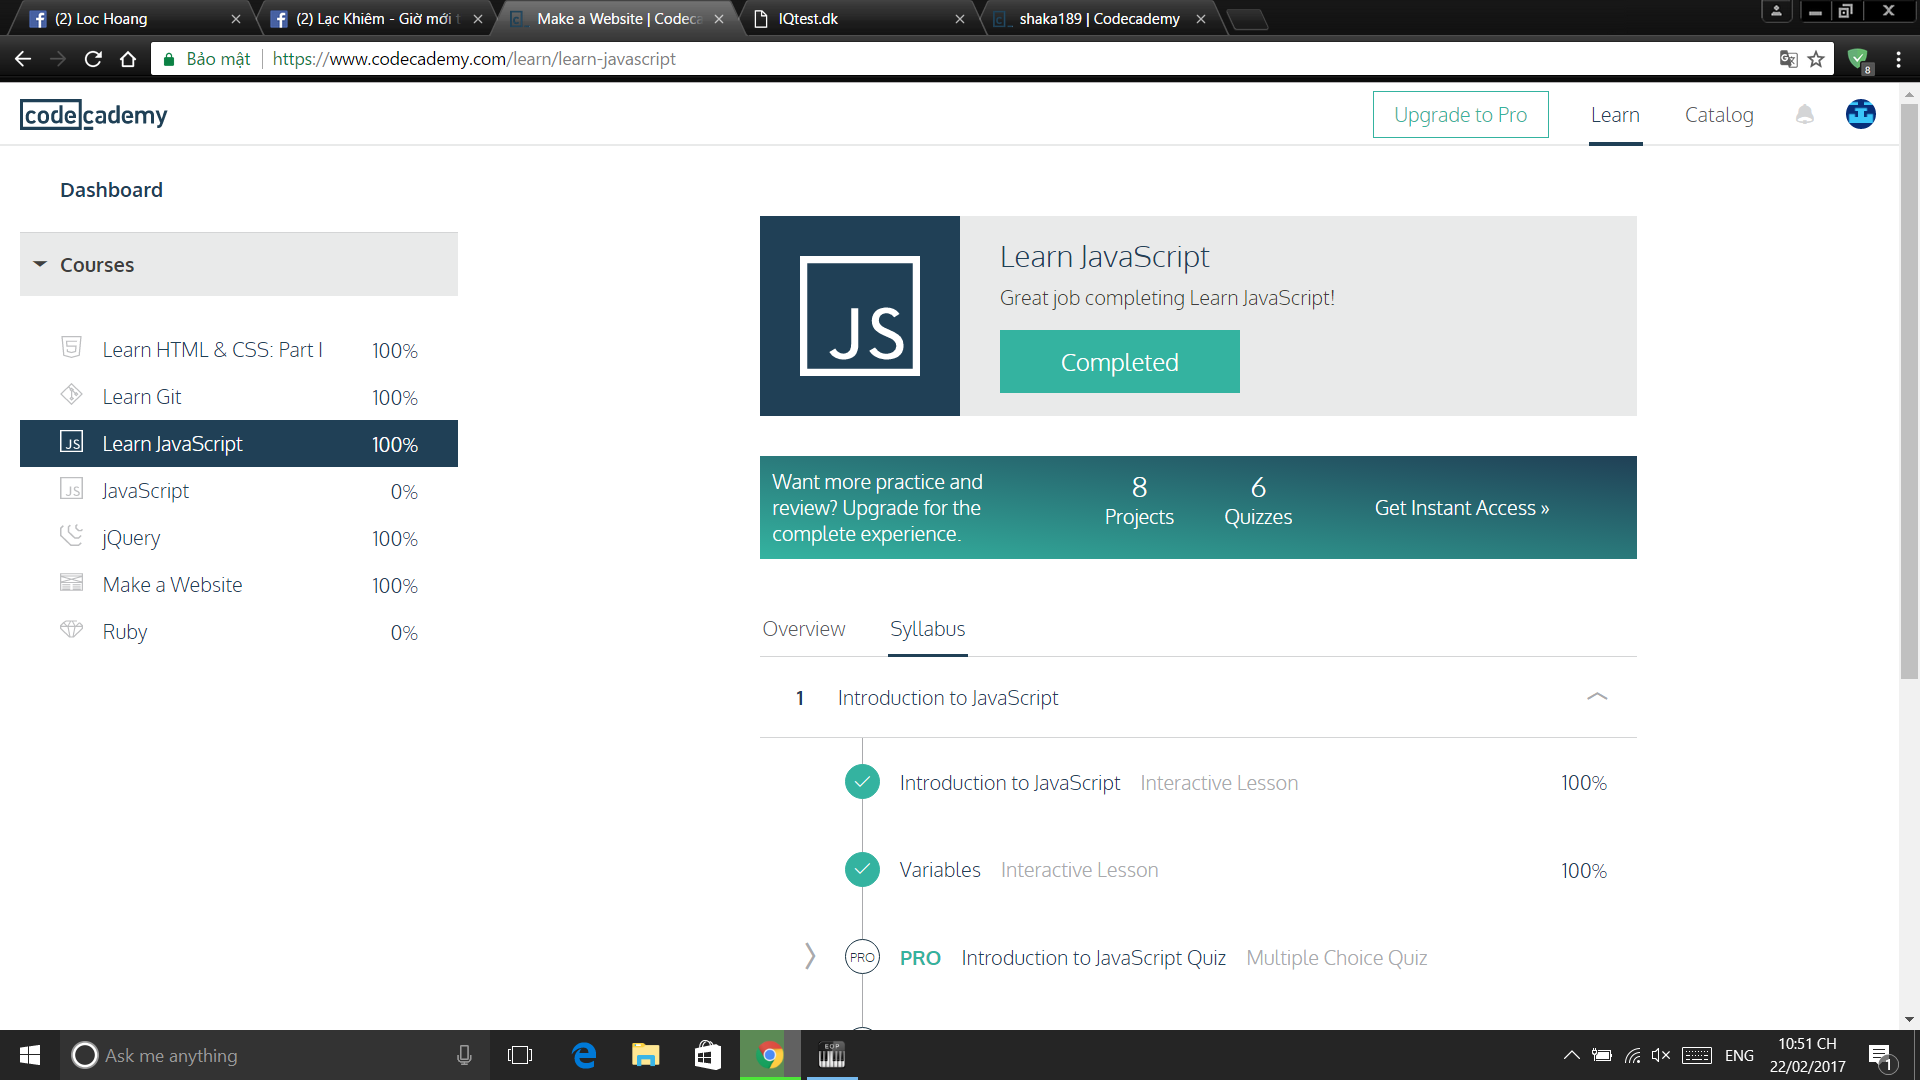 (2) Loc Hoang
(2) Lạc Khiêm - Giờ mới t
Make a Website | Codeca
IQtest.dk
shaka189 | Codecademy
Bảo mật
https://www.codecademy.com/learn/learn-javascript
8
codecademy
Upgrade to Pro
Learn
Catalog
Dashboard
Courses
Learn HTML & CSS: Part I 100%
Learn Git 100%
JS Learn JavaScript 100%
JS JavaScript 0%
jQuery 100%
Make a Website 100%
Ruby 0%
JS
Learn JavaScript
Great job completing Learn JavaScript!
Completed
Want more practice and
review? Upgrade for the
complete experience.
8
Projects
6
Quizzes
Get Instant Access »
Overview
Syllabus
1 Introduction to JavaScript
Introduction to JavaScript Interactive Lesson 100%
Variables Interactive Lesson 100%
PRO PRO Introduction to JavaScript Quiz Multiple Choice Quiz
Ask me anything
EOP
ENG
10:51 CH
22/02/2017
1